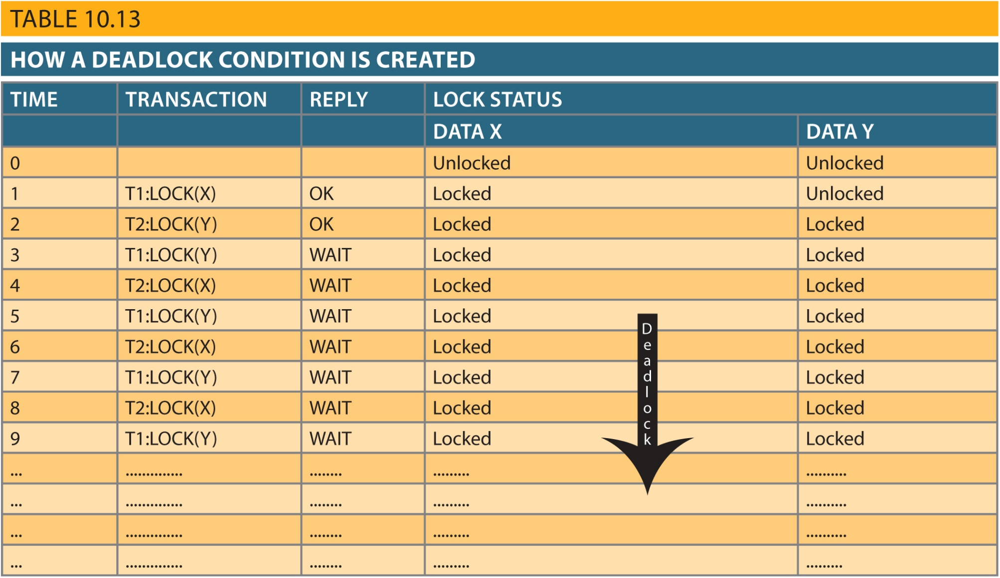 TABLE 10.13
HOW A DEADLOCK CONDITION IS CREATED
TIME TRANSACTION REPLY LOCK STATUS
DATA X DATA Y
0 Unlocked Unlocked
1 T1:LOCK(X) OK Locked Unlocked
2 T2:LOCK(Y) OK Locked Locked
3 T1:LOCK(Y) WAIT Locked Locked
4 T2:LOCK(X) WAIT Locked Locked
5 T1:LOCK(Y) WAIT Locked Locked
6 T2:LOCK(X) WAIT Locked Locked
7 T1:LOCK(Y) WAIT Locked Locked
8 T2:LOCK(X) WAIT Locked Locked
9 T1:LOCK(Y) WAIT Locked Locked
... .............. ........ ......... ..........
... .............. ........ ......... ..........
... .............. ........ ......... ..........
... .............. ........ ......... .........
Deadlock